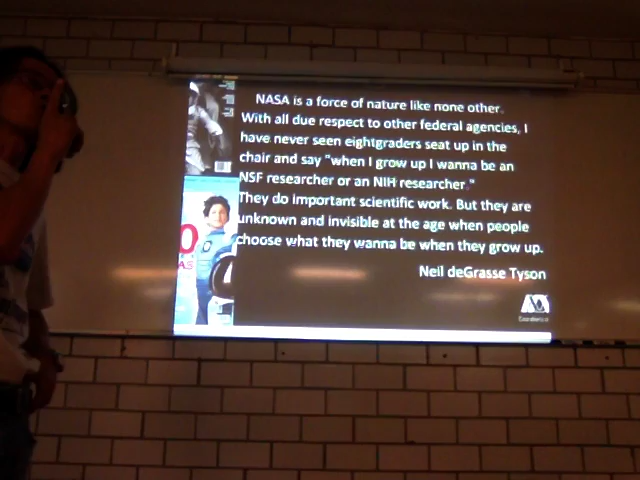 NASA is a force of nature like none other.
With all due respect to other federal agencies, I
have never seen eightgraders seat up in the
chair and say "when I grow up I wanna be an
NSF researcher or an NIH researcher."
They do important scientific work. But they are
unknown and invisible at the age when people
choose what they wanna be when they grow up.
Neil deGrasse Tyson
0
AS